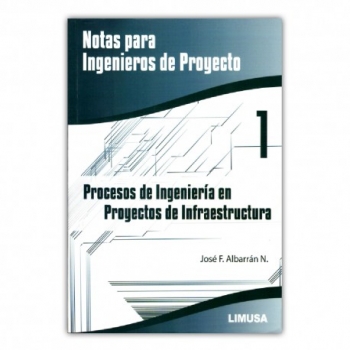 Notas para
Ingenieros de Proyecto
1
Procesos de Ingeniería en
Proyectos de Infraestructura
José F. Albarrán N.
LIMUSA